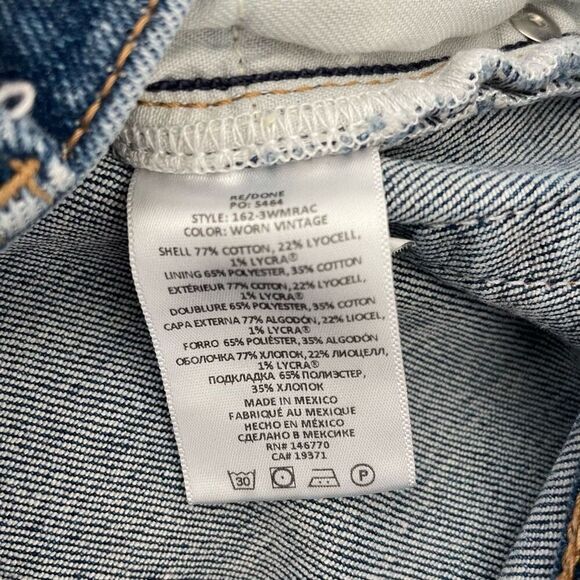 RE/DONE
PO: 5464
STYLE: 162-3WMRAC
COLOR: WORN VINTAGE
SHELL 77% COTTON, 22% LYOCELL,
1% LYCRA®
LINING 65% POLYESTER, 35% COTTON
EXTÉRIEUR 77% COTON, 22% LYOCELL,
1% LYCRA®
DOUBLURE 65% POLYESTER, 35% COTON
CAPA EXTERNA 77% ALGODÓN, 22% LIOCEL,
1% LYCRA®
FORRO 65% POLIÉSTER, 35% ALGODÓN
ОБОЛОЧКА 77% ХЛОПОК, 22% ЛИОЦЕЛЛ,
1% LYCRA®
ПОДКЛАДКА 65% ПОЛИЭСТЕР,
35% ХЛОПОК
MADE IN MEXICO
FABRIQUÉ AU MEXIQUE
HECHO EN MÉXICO
СДЕЛАНО В МЕКСИКЕ
RN# 146770
CA# 19371
30 P